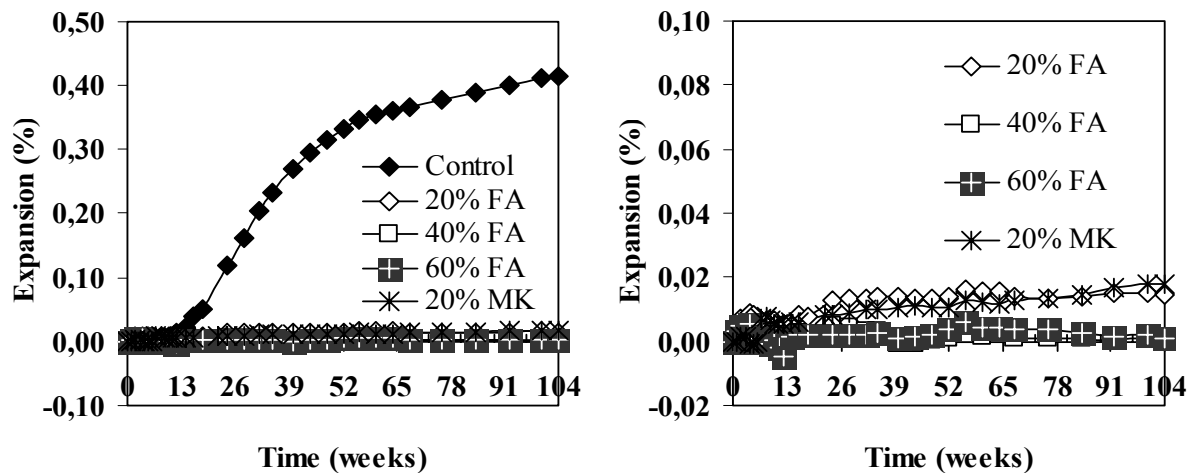 0,50
0,40
0,30
0,20
0,10
0,00
-0,10
Expansion (%)
Control
20% FA
40% FA
60% FA
20% MK
0 13 26 39 52 65 78 91 104
Time (weeks)
0,10
0,08
0,06
0,04
0,02
0,00
-0,02
Expansion (%)
20% FA
40% FA
60% FA
20% MK
0 13 26 39 52 65 78 91 104
Time (weeks)